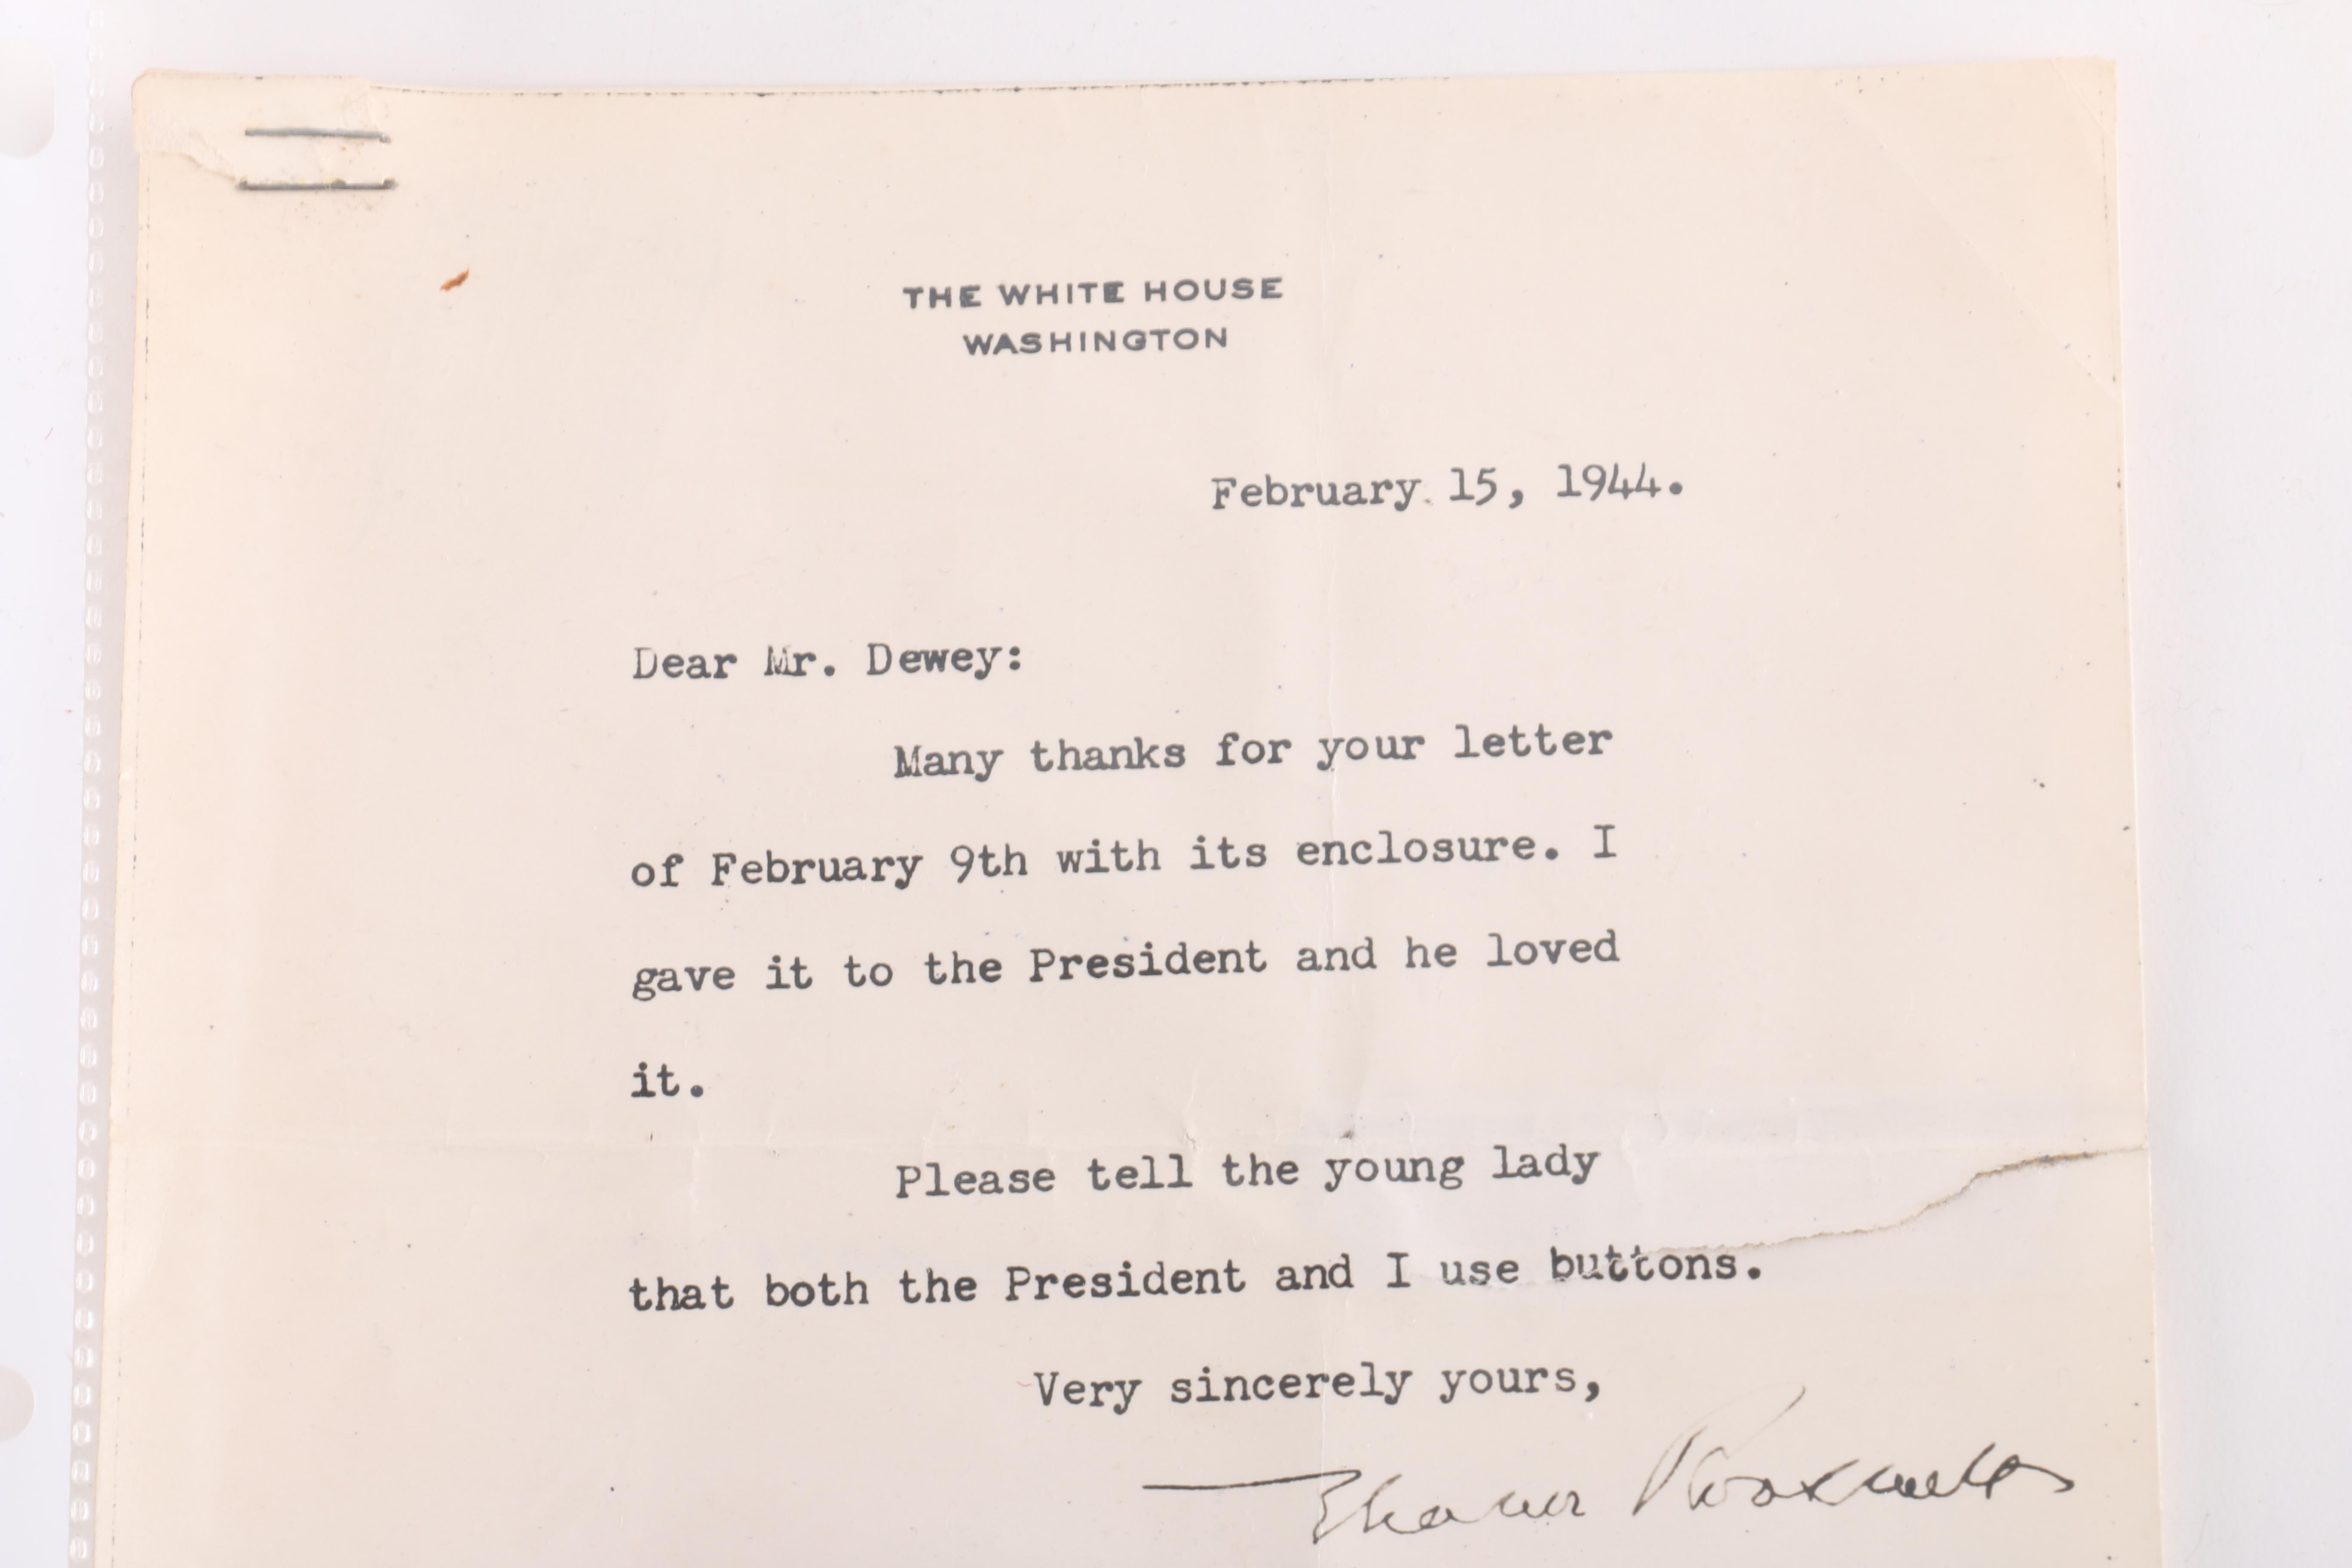 THE WHITE HOUSE
WASHINGTON
February 15, 1944.
Dear Mr. Dewey:
Many thanks for your letter
of February 9th with its enclosure. I
gave it to the President and he loved
it.
Please tell the young lady
that both the President and I use buttons.
Very sincerely yours,
Eleanor Roosevelt